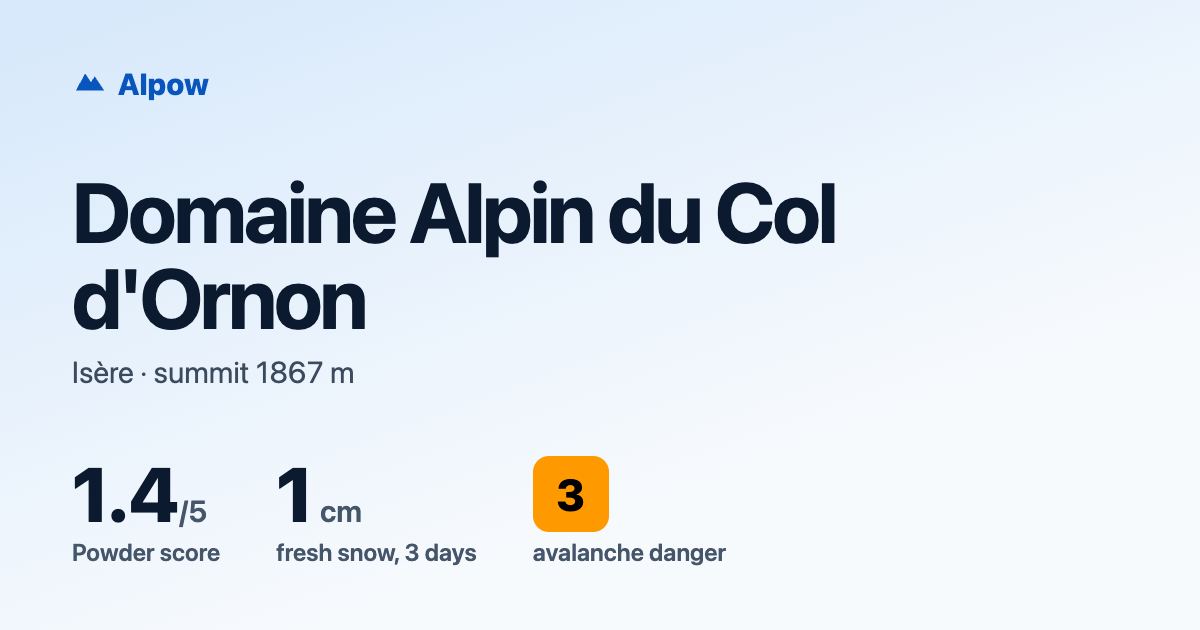 Alpow
Domaine Alpin du Col
d'Ornon
Isère · summit 1867 m
1.4/5
Powder score
1 cm
fresh snow, 3 days
3
avalanche danger